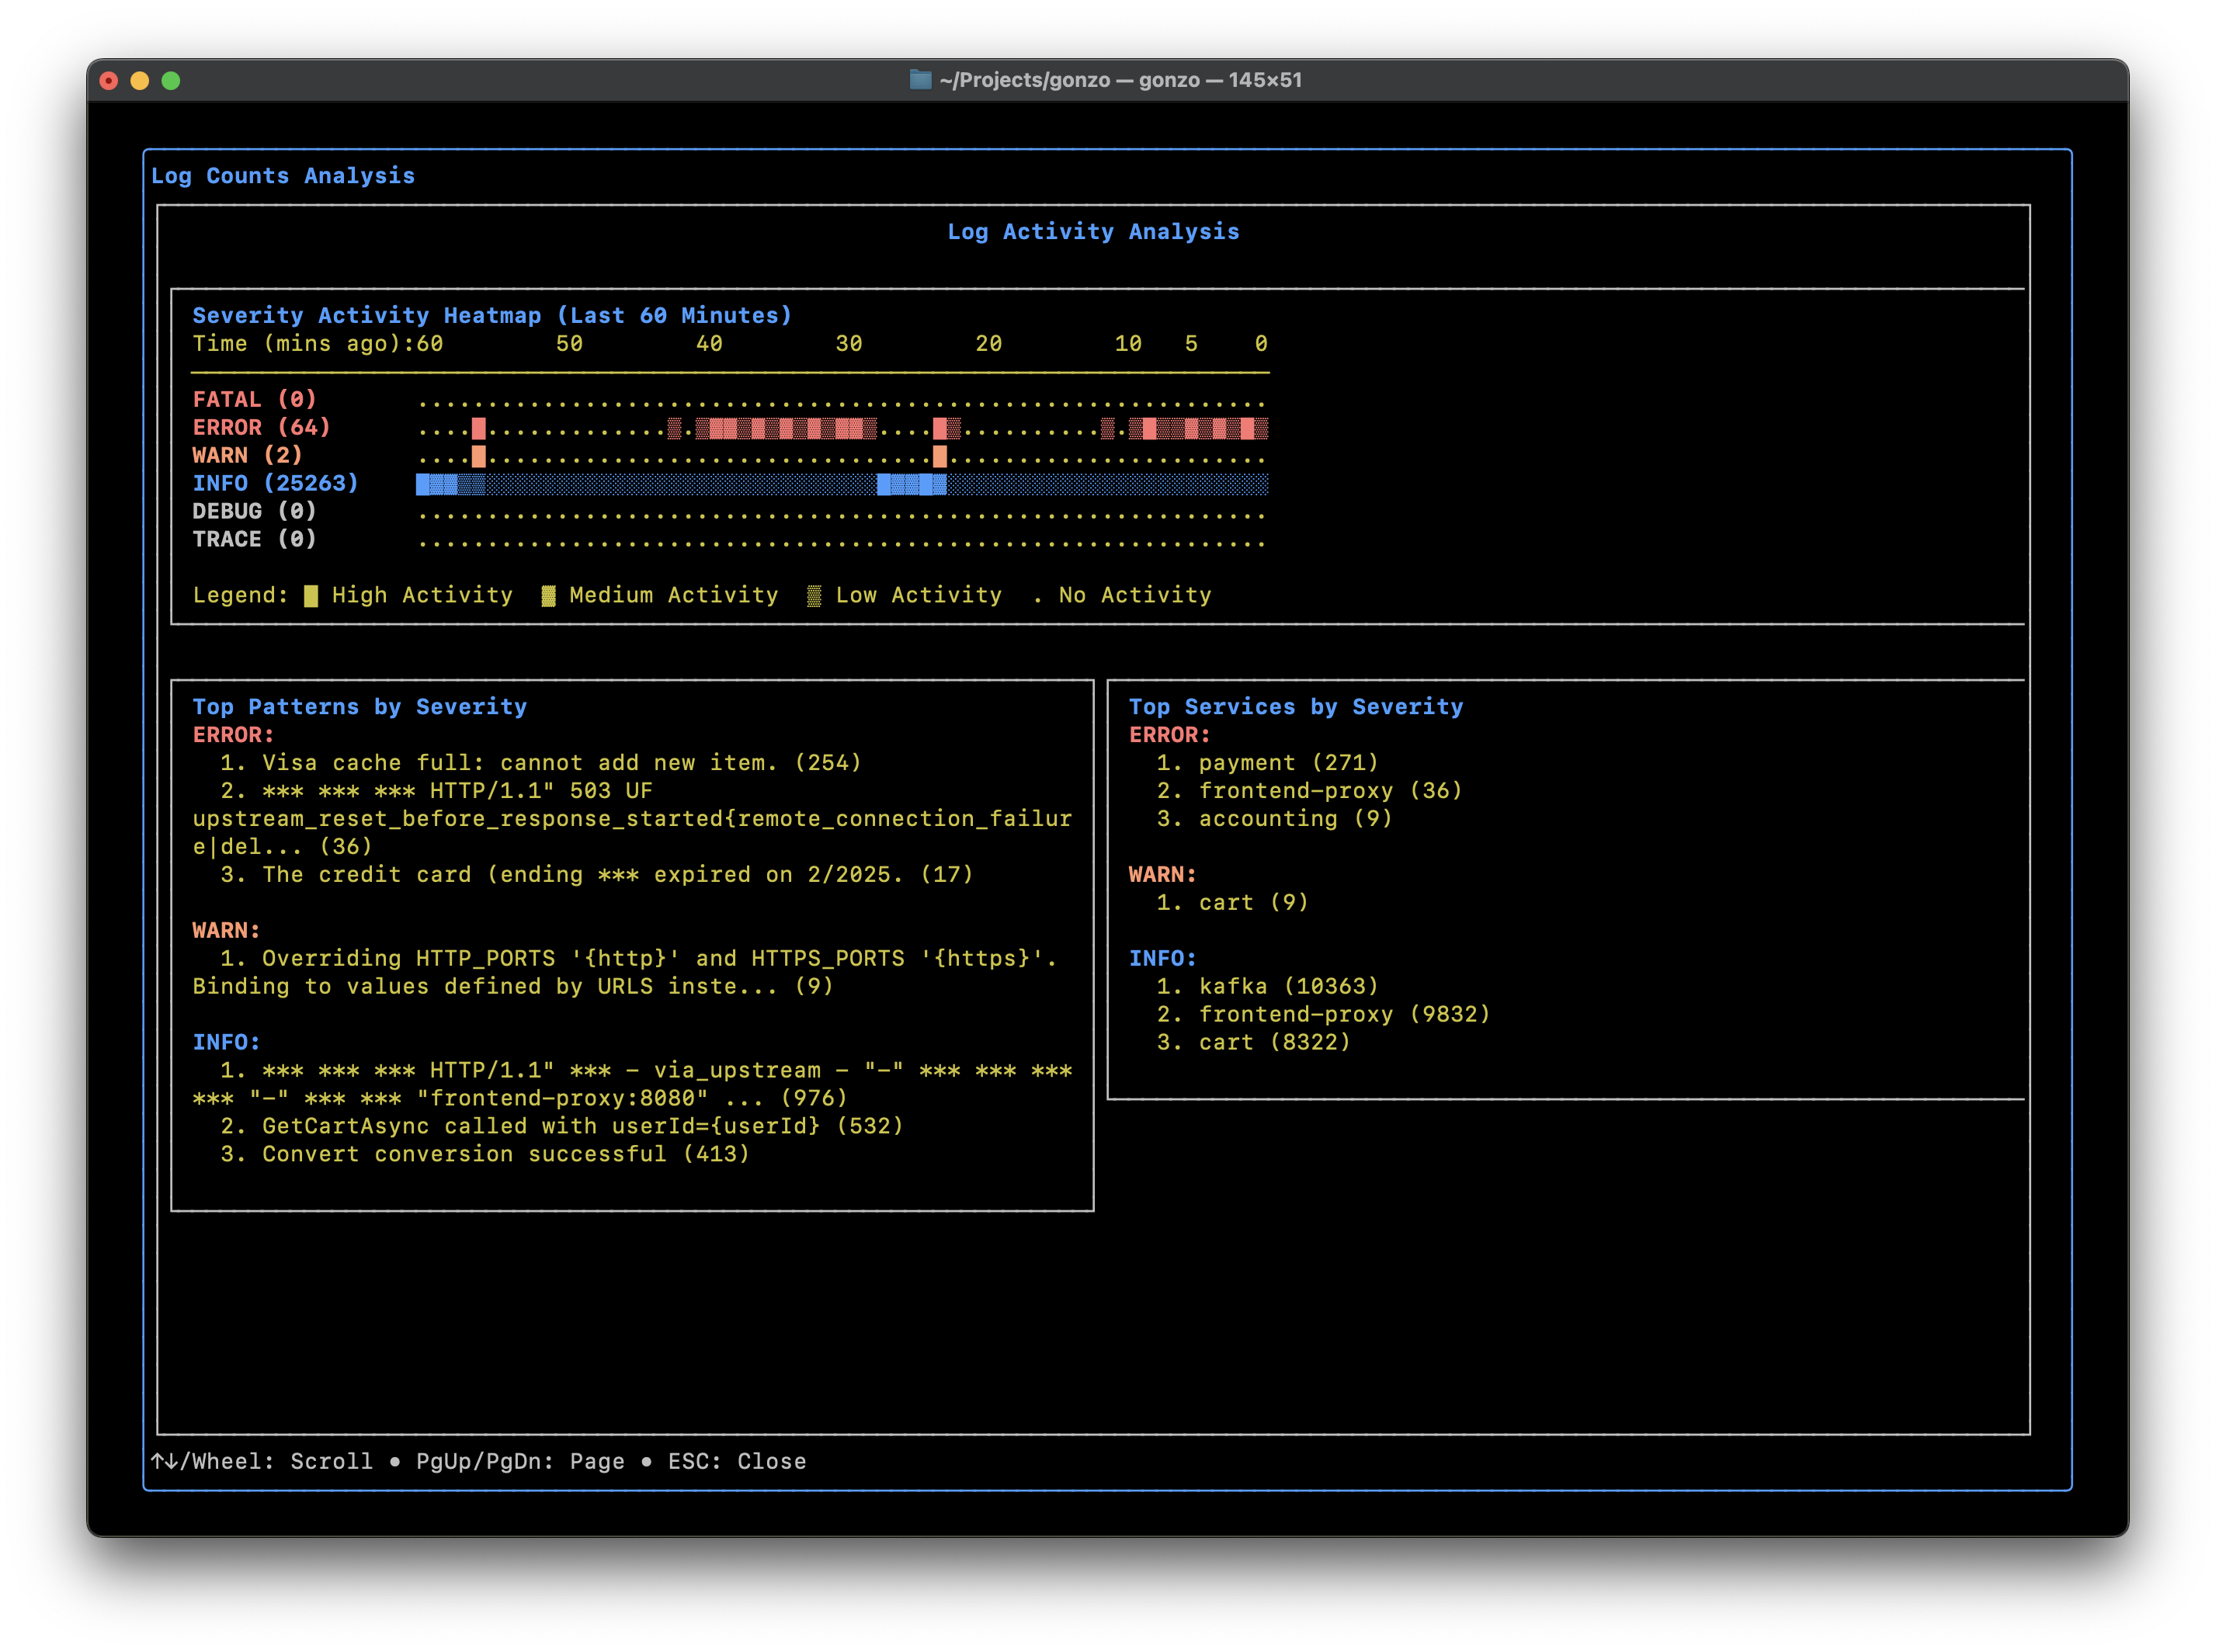 ~/Projects/gonzo — gonzo — 145×51
Log Counts Analysis
Log Activity Analysis
Severity Activity Heatmap (Last 60 Minutes)
Time (mins ago):60 50 40 30 20 10 5 0
FATAL (0)
ERROR (64)
WARN (2)
INFO (25263)
DEBUG (0)
TRACE (0)
Legend: █ High Activity ▓ Medium Activity ▒ Low Activity . No Activity
Top Patterns by Severity
ERROR:
1. Visa cache full: cannot add new item. (254)
2. *** *** *** HTTP/1.1" 503 UF
upstream_reset_before_response_started{remote_connection_failur
e|del... (36)
3. The credit card (ending *** expired on 2/2025. (17)
WARN:
1. Overriding HTTP_PORTS '{http}' and HTTPS_PORTS '{https}'.
Binding to values defined by URLS inste... (9)
INFO:
1. *** *** *** HTTP/1.1" *** - via_upstream - "-" *** *** ***
*** "-" *** *** "frontend-proxy:8080" ... (976)
2. GetCartAsync called with userId={userId} (532)
3. Convert conversion successful (413)
Top Services by Severity
ERROR:
1. payment (271)
2. frontend-proxy (36)
3. accounting (9)
WARN:
1. cart (9)
INFO:
1. kafka (10363)
2. frontend-proxy (9832)
3. cart (8322)
↑↓/Wheel: Scroll • PgUp/PgDn: Page • ESC: Close